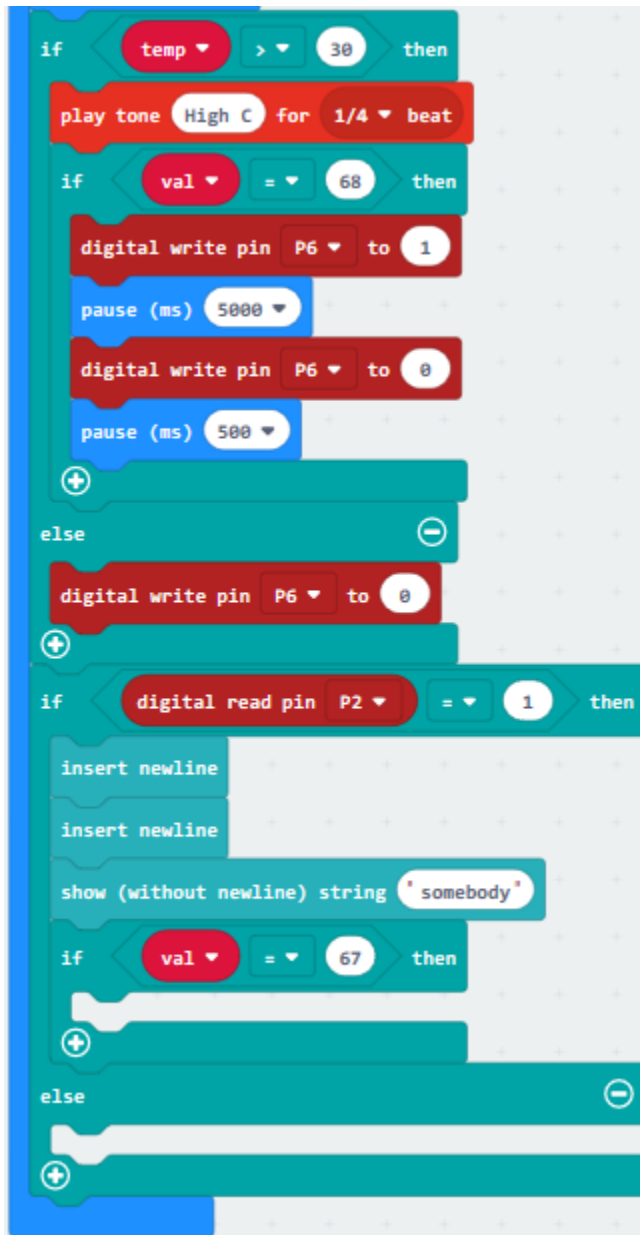 if temp > 30 then
play tone High C for 1/4 beat
if val = 68 then
digital write pin P6 to 1
pause (ms) 5000
digital write pin P6 to 0
pause (ms) 500
else
digital write pin P6 to 0
if digital read pin P2 = 1 then
insert newline
insert newline
show (without newline) string "somebody"
if val = 67 then
else